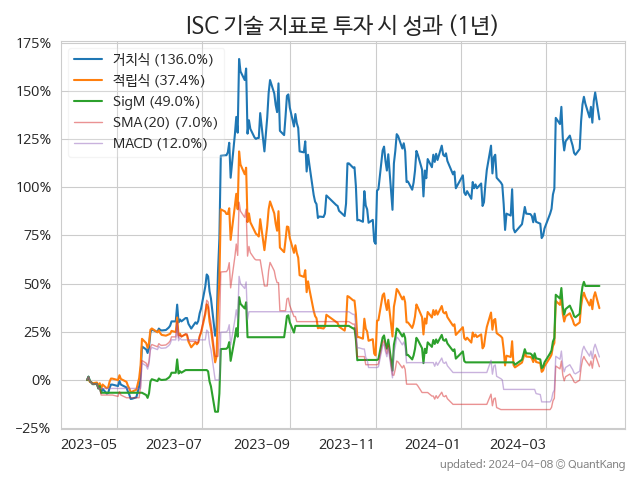 ISC 기술 지표로 투자 시 성과 (1년)
175%
150%
125%
100%
75%
50%
25%
0%
−25%
거치식 (136.0%)
적립식 (37.4%)
SigM (49.0%)
SMA(20) (7.0%)
MACD (12.0%)
2023-05 2023-07 2023-09 2023-11 2024-01 2024-03
updated: 2024-04-08 © QuantKang